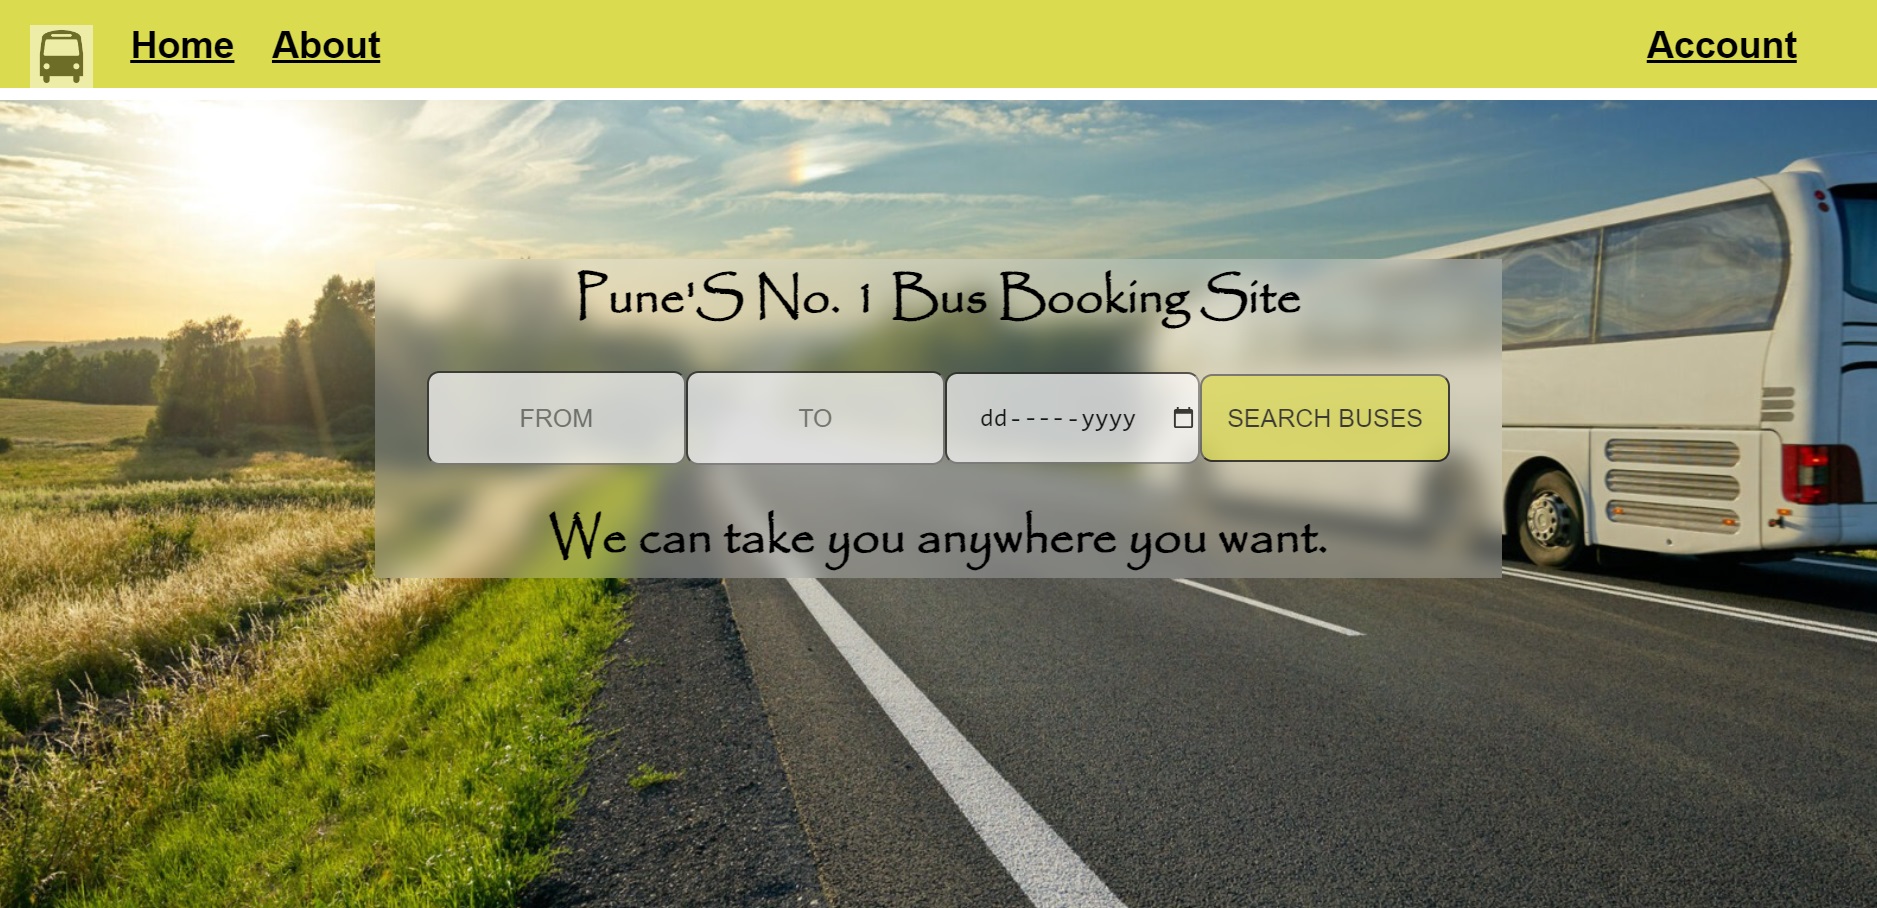 Home About Account
Pune'S No. 1 Bus Booking Site
FROM TO dd-----yyyy SEARCH BUSES
We can take you anywhere you want.